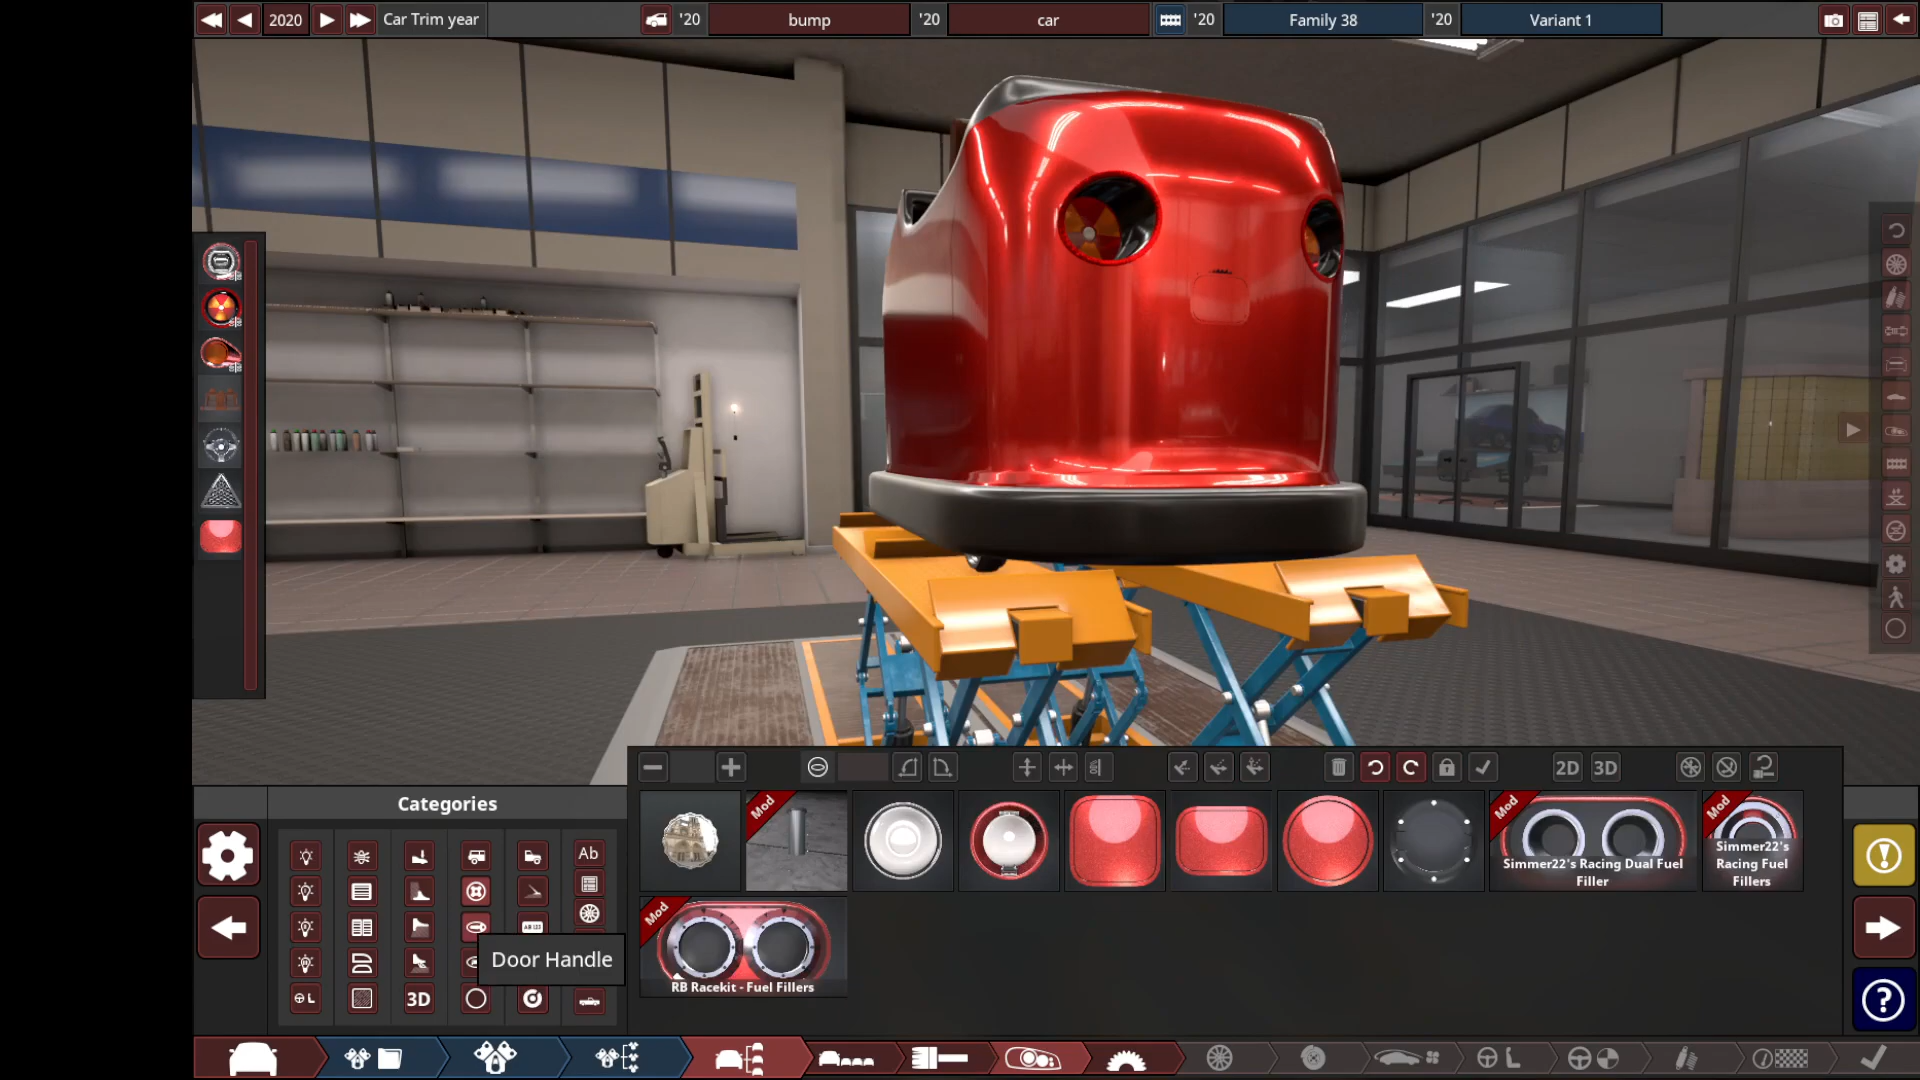 2020
Car Trim year
'20
bump
'20
car
'20
Family 38
'20
Variant 1
2D
3D
Categories
Mod
Mod
Simmer22's Racing Dual Fuel
Filler
Mod
Simmer22's
Racing Fuel
Fillers
Mod
RB Racekit - Fuel Fillers
Ab
Door Handle
L
3D